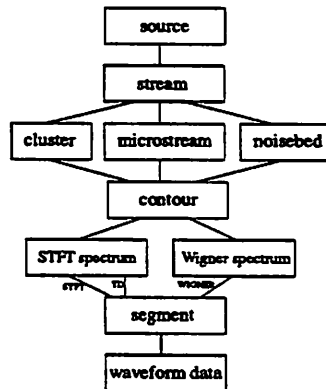 source
stream
cluster microstream noisebed
contour
STFT spectrum Wigner spectrum
STFT TD WIGNER
segment
waveform data